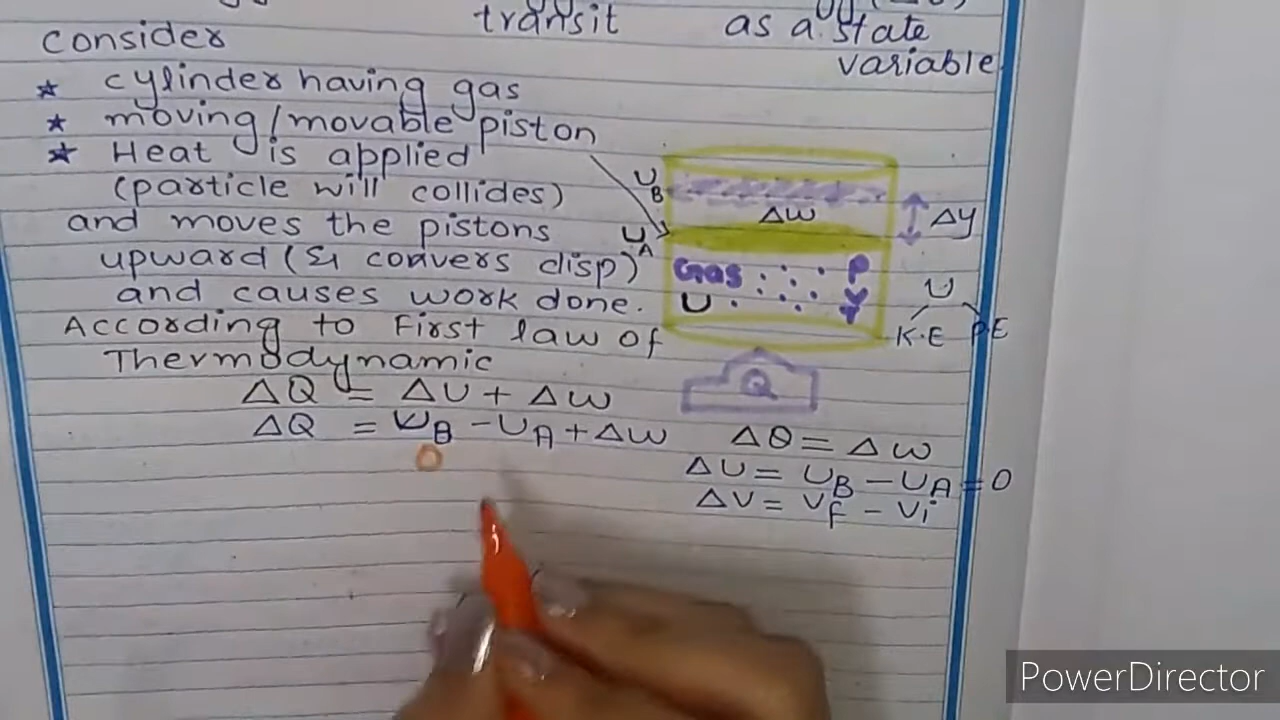 transit as a state
consider variable
★ cylinder having gas
★ moving/movable piston
★ Heat is applied
(particle will collides)
and moves the pistons
upward (& convers disp)
and causes work done.
According to First law of
Thermodynamic
ΔQ = ΔU + Δw
ΔQ = UB - UA + Δw
UB
Δw
Δy
UA
Gas P
U V
T
U
K.E PE
Q
ΔQ = Δw
ΔU = UB - UA = 0
ΔV = Vf - Vi
PowerDirector